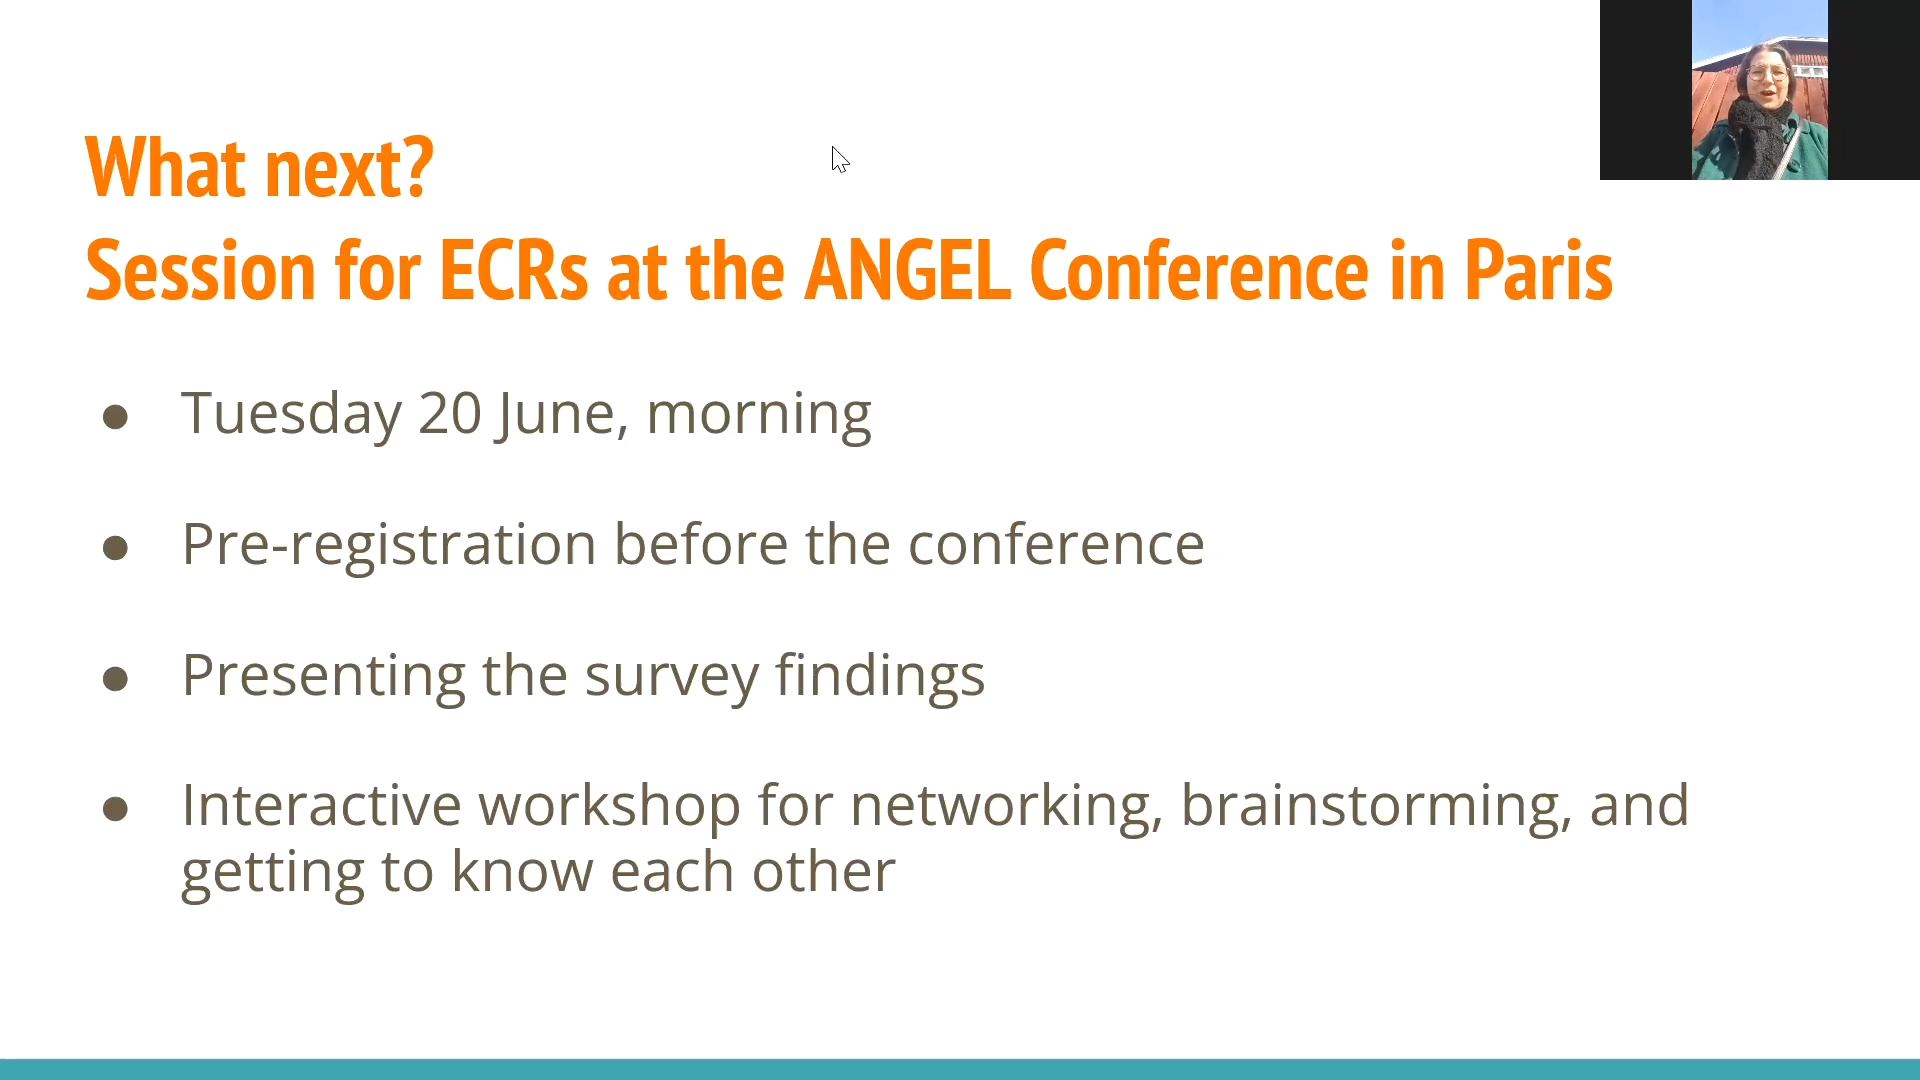 What next?
Session for ECRs at the ANGEL Conference in Paris
● Tuesday 20 June, morning
● Pre-registration before the conference
● Presenting the survey findings
● Interactive workshop for networking, brainstorming, and
getting to know each other